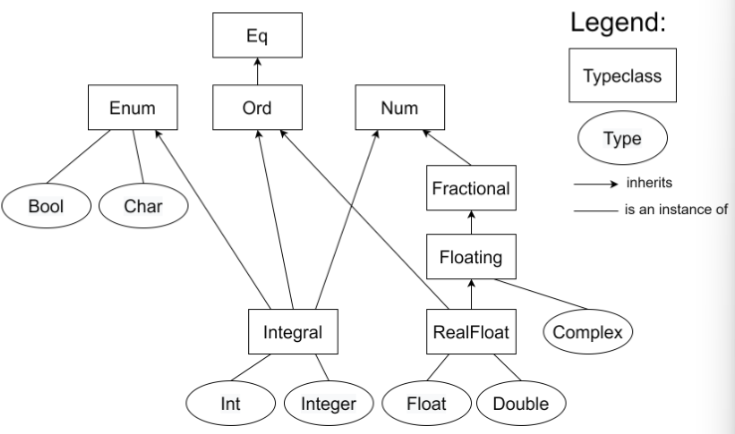 Legend:
Eq
Typeclass
Enum
Ord
Num
Type
Fractional
inherits
Bool
Char
is an instance of
Floating
Integral
RealFloat
Complex
Int
Integer
Float
Double